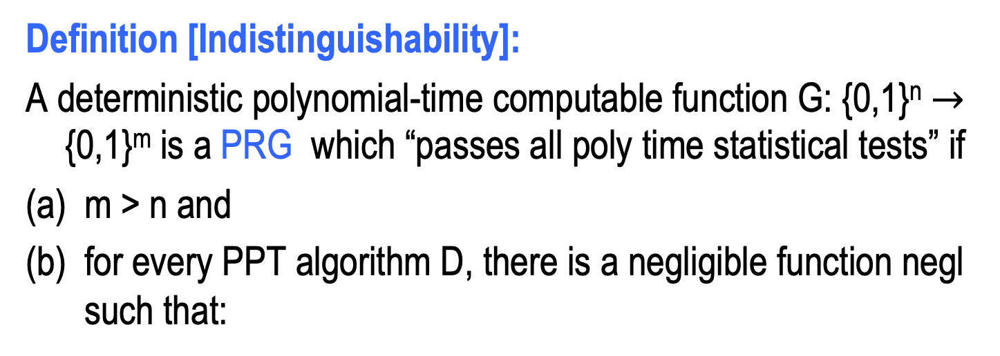 Definition [Indistinguishability]:
A deterministic polynomial-time computable function G: {0,1}ⁿ →
{0,1}ᵐ is a PRG which “passes all poly time statistical tests” if
(a) m > n and
(b) for every PPT algorithm D, there is a negligible function negl
such that: